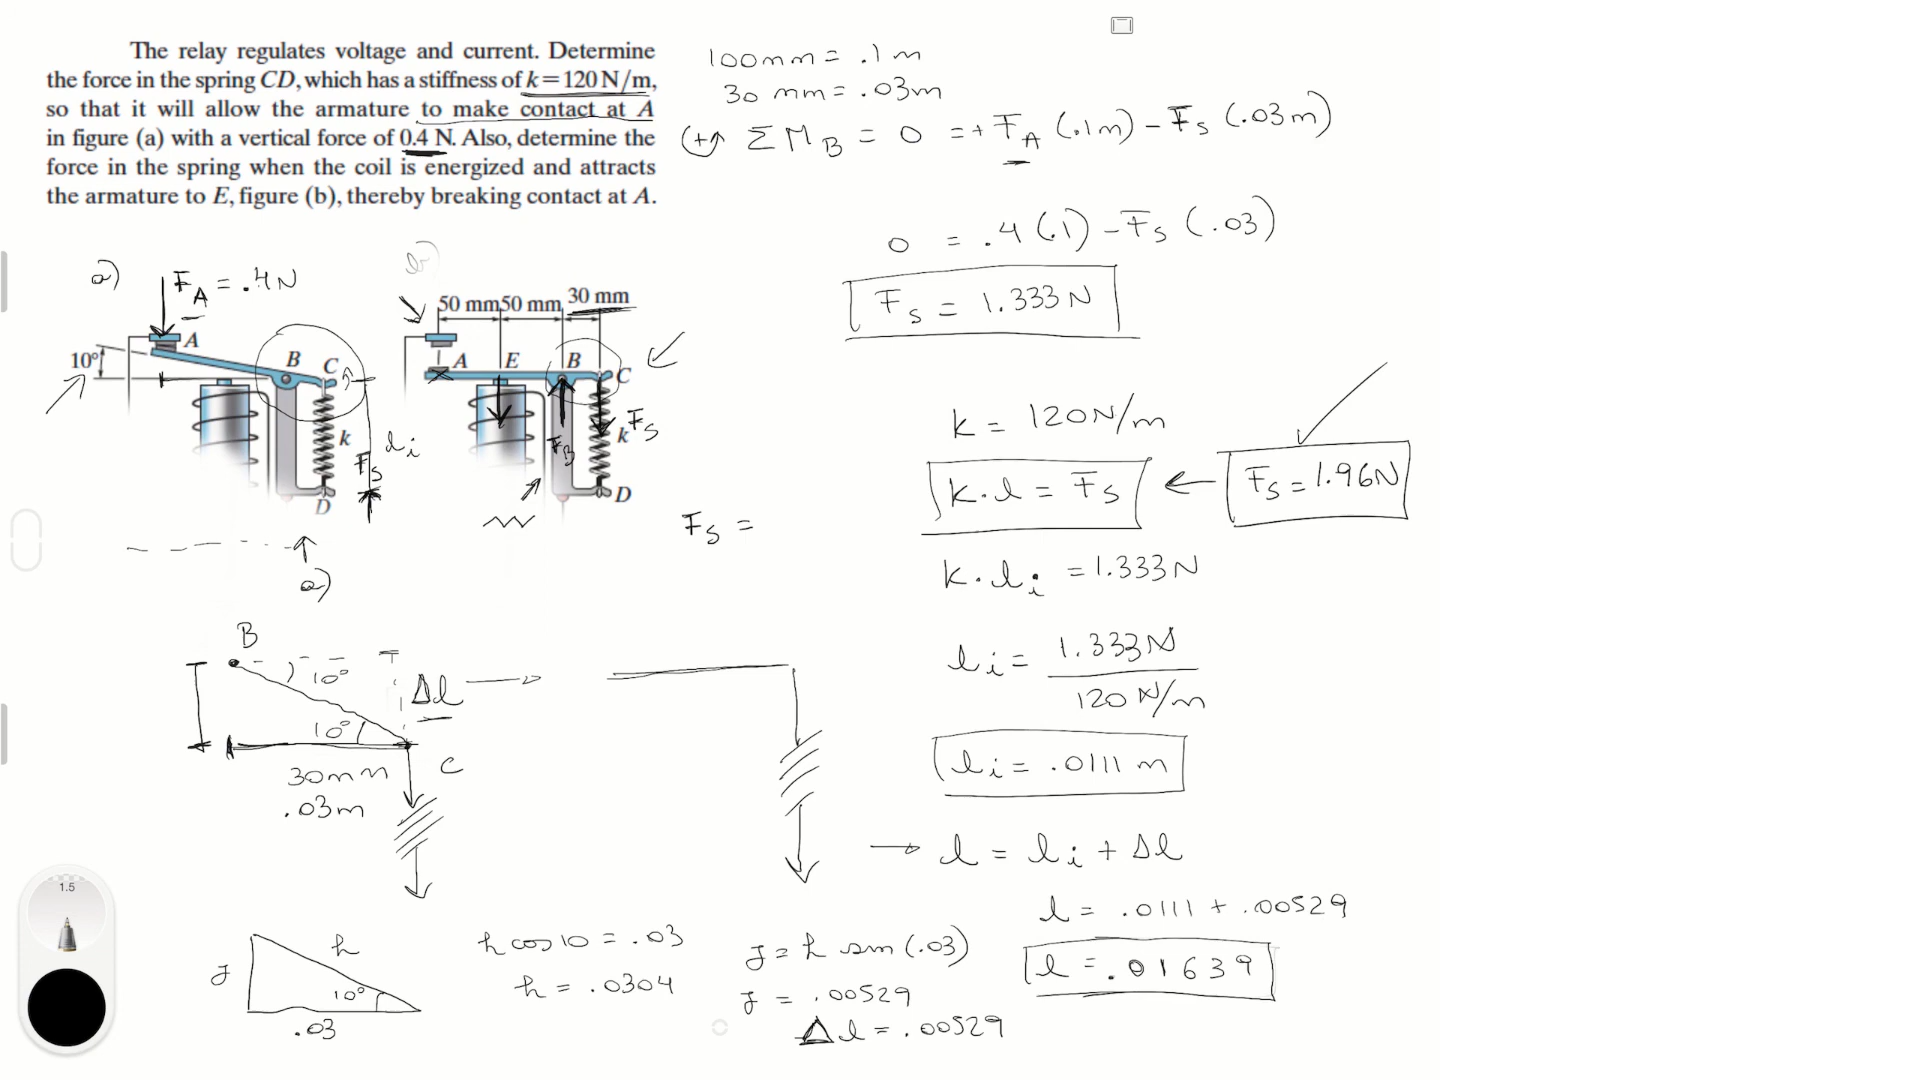 The relay regulates voltage and current. Determine
the force in the spring CD, which has a stiffness of k = 120 N/m,
so that it will allow the armature to make contact at A
in figure (a) with a vertical force of 0.4 N. Also, determine the
force in the spring when the coil is energized and attracts
the armature to E, figure (b), thereby breaking contact at A.
100mm = .1m
30 mm = .03m
(+ ΣM_B = 0 = + F_A (.1m) - F_s (.03m)
0 = .4 (.1) - F_s (.03)
F_s = 1.333 N
a) F_A = .4N
b)
50 mm 50 mm 30 mm
10°
A
B
C
A
E
B
C
k
l_i
F_s
D
F_B
k
F_s
D
a)
F_s =
k = 120 N/m
k·l = F_s ← F_s = 1.96N
k·l_i = 1.333 N
l_i = 1.333 N
120 N/m
l_i = .0111 m
→ l = l_i + Δl
l = .0111 + .00529
l = .01639
B
10°
Δl
10°
30mm
C
.03m
h
J
10°
.03
h cos 10 = .03
h = .0304
J = h sin (.03)
J = .00529
Δl = .00529
1.5